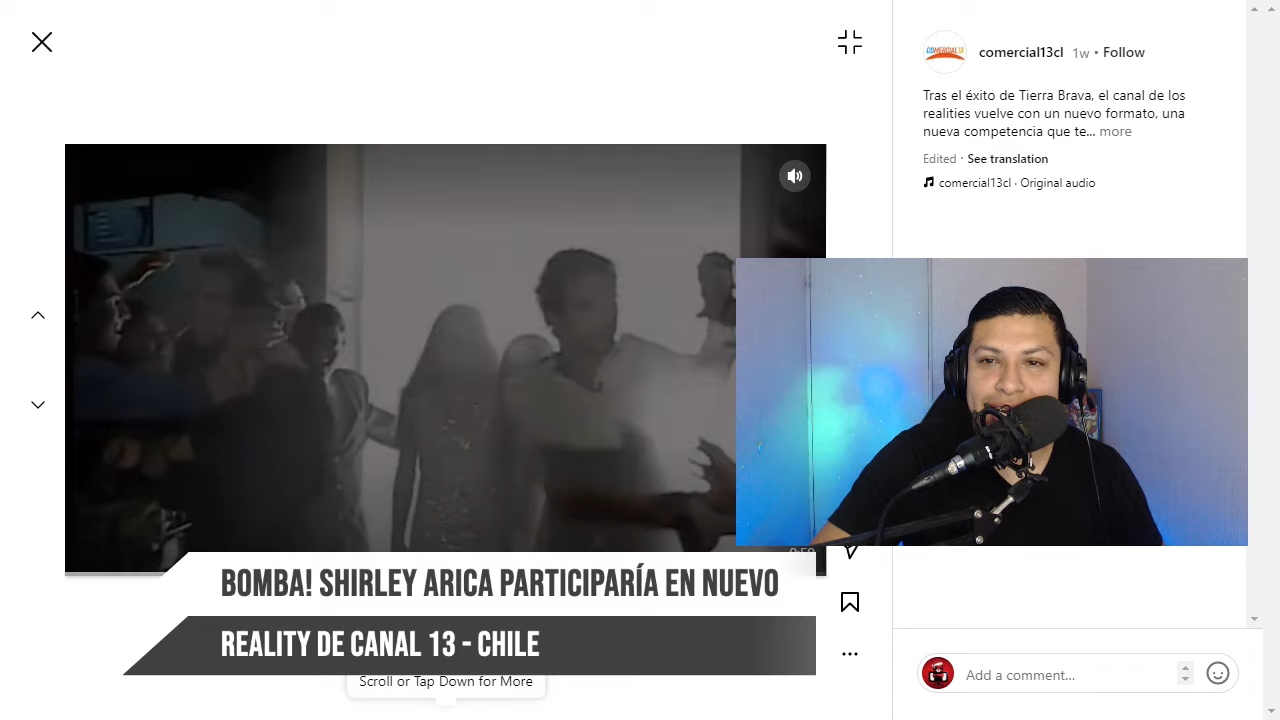 COMERCIAL13
comercial13cl 1w • Follow
Tras el éxito de Tierra Brava, el canal de los
realities vuelve con un nuevo formato, una
nueva competencia que te... more
Edited · See translation
comercial13cl · Original audio
BOMBA! SHIRLEY ARICA PARTICIPARÍA EN NUEVO
REALITY DE CANAL 13 - CHILE
Scroll or Tap Down for More
Add a comment...